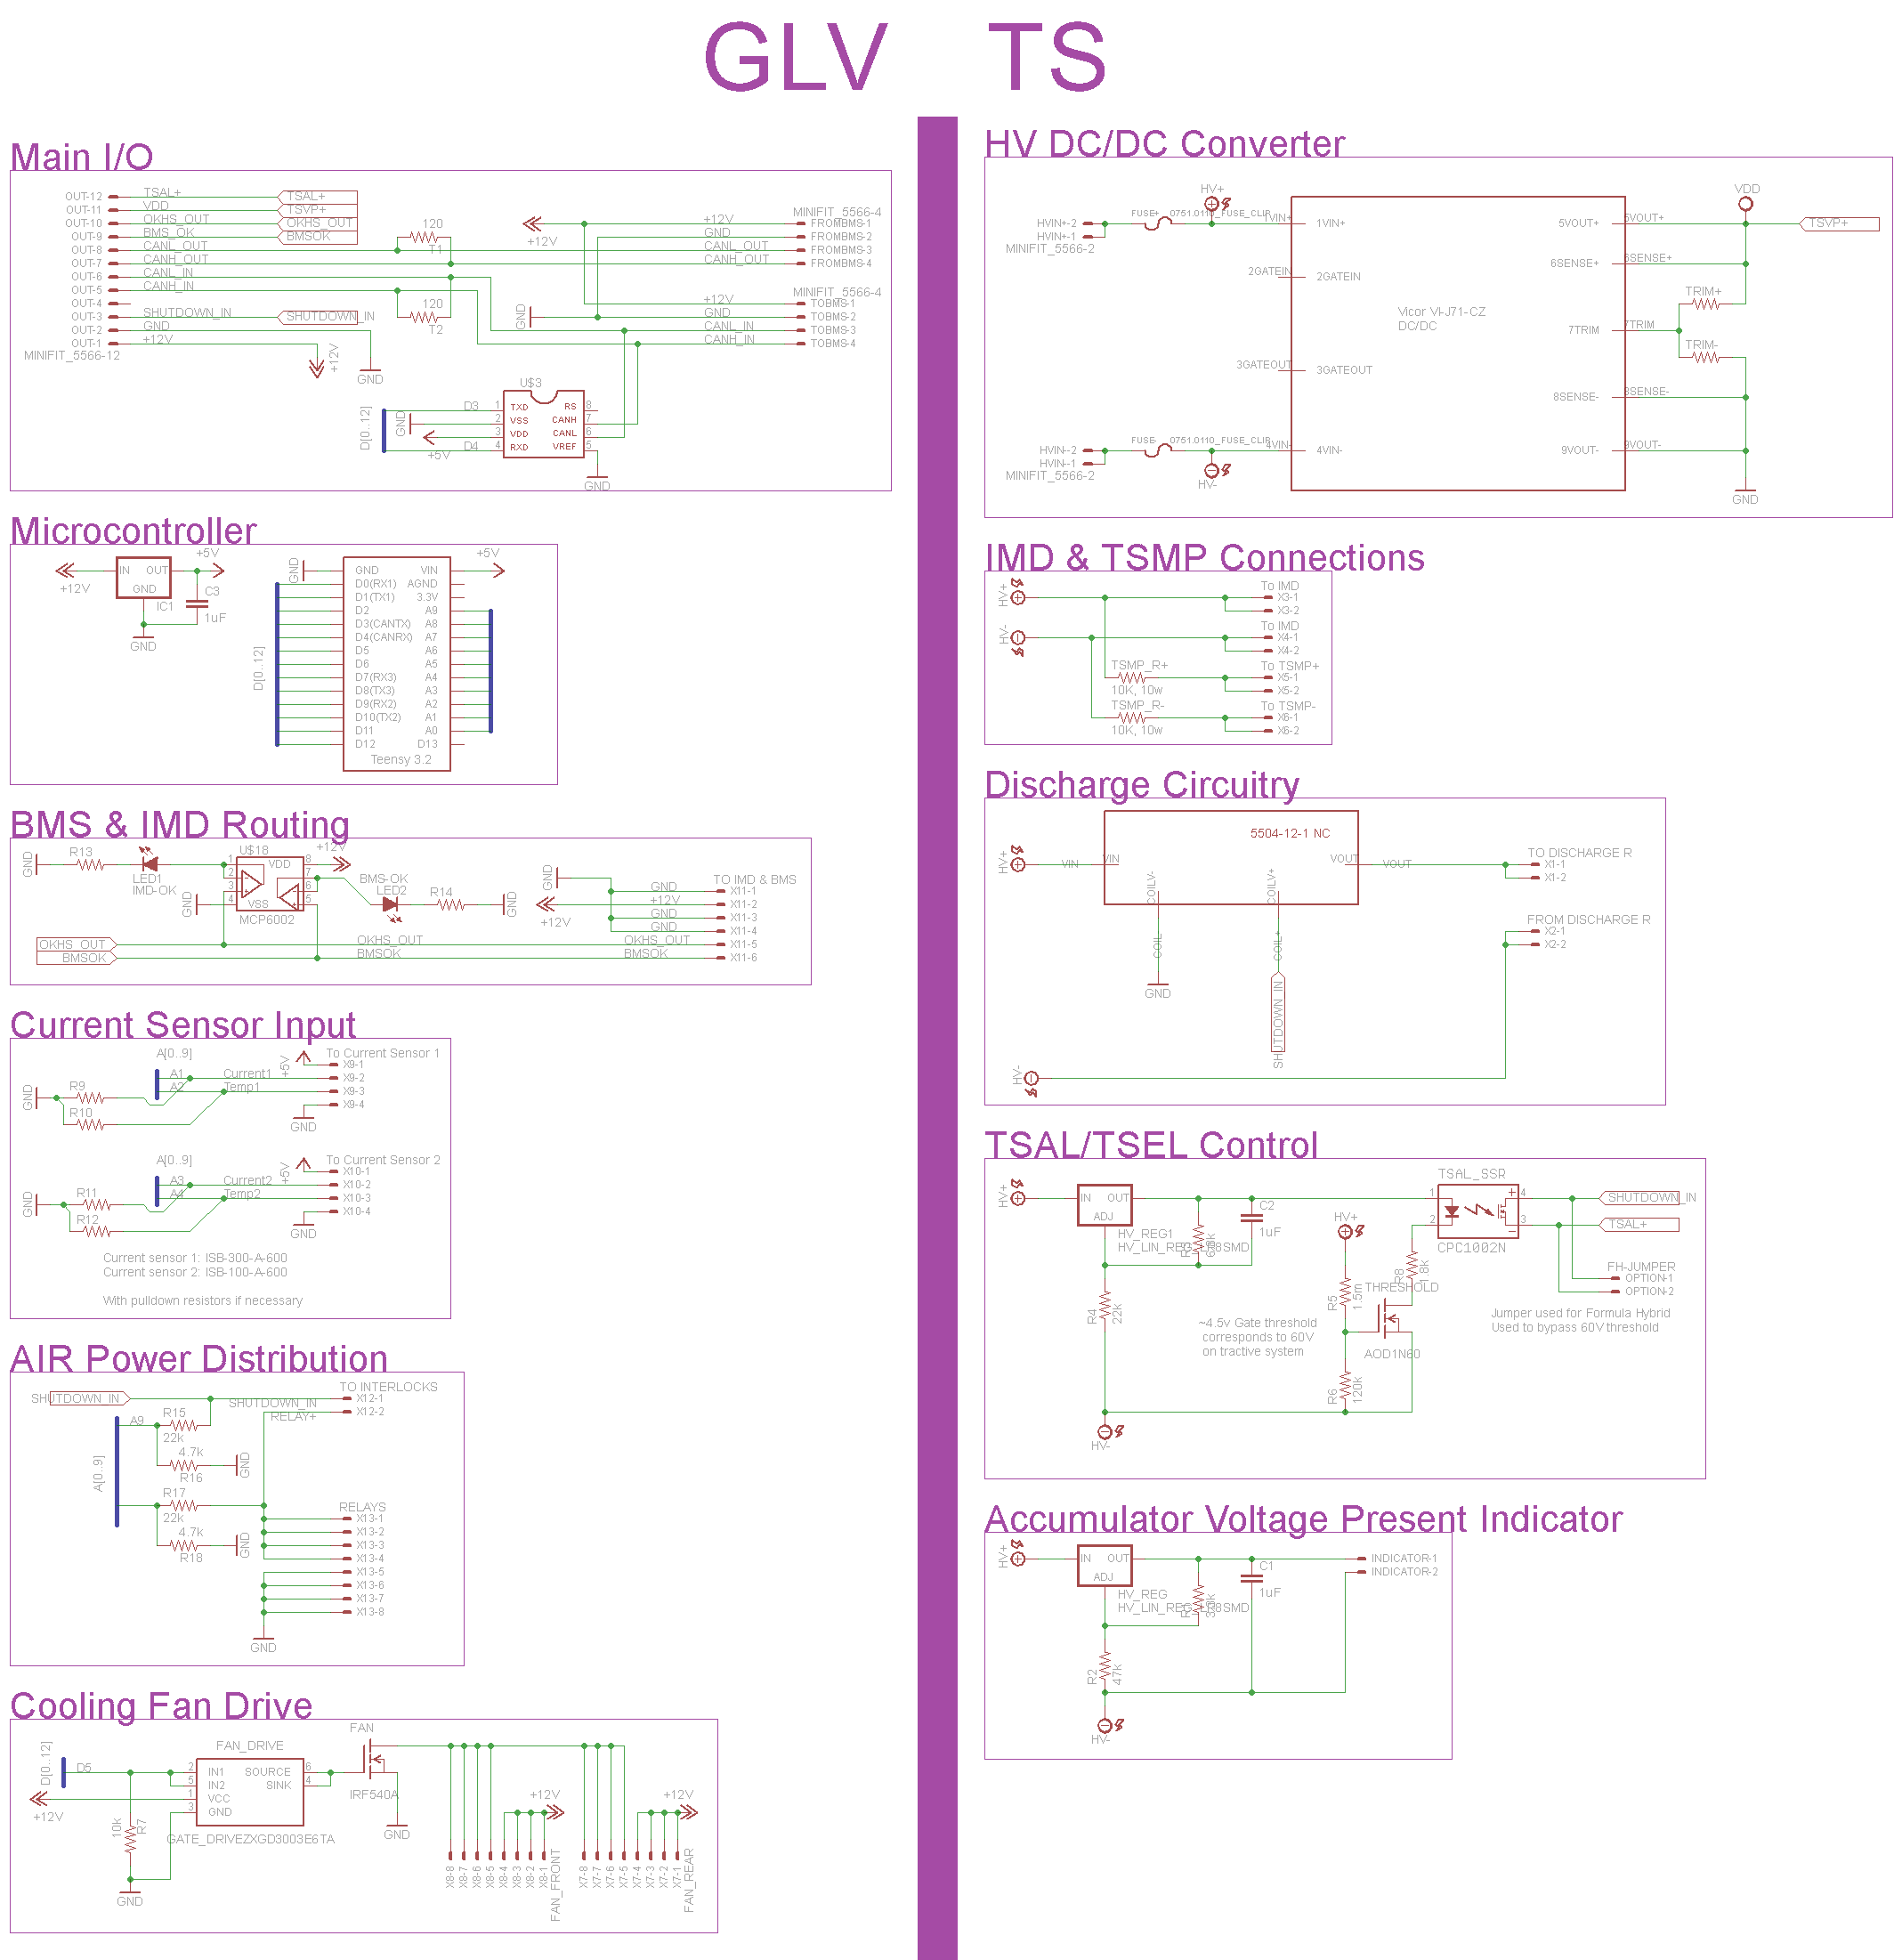 GLV TS
Main I/O
OUT-12 TSAL+ TSAL+
OUT-11 VDD TSVP+
OUT-10 OKHS_OUT OKHS_OUT
OUT-9 BMS_OK BMSOK
OUT-8 CANL_OUT
OUT-7 CANH_OUT
OUT-6 CANL_IN
OUT-5 CANH_IN
OUT-4
OUT-3 SHUTDOWN_IN SHUTDOWN_IN
OUT-2 GND
OUT-1 +12V
MINIFIT_5566-12
+12V
GND
120
T1
120
T2
+12V
GND
MINIFIT_5566-4
+12V FROMBMS-1
GND FROMBMS-2
CANL_OUT FROMBMS-3
CANH_OUT FROMBMS-4
MINIFIT_5566-4
+12V TOBMS-1
GND TOBMS-2
CANL_IN TOBMS-3
CANH_IN TOBMS-4
U$3
D[0..12]
D3 1 TXD RS 8
GND 2 VSS CANH 7
3 VDD CANL 6
D4 4 RXD VREF 5
+5V
GND
Microcontroller
+12V
IN OUT
GND
IC1
+5V
C3
1uF
GND
GND
+5V
D[0..12]
GND VIN
D0(RX1) AGND
D1(TX1) 3.3V
D2 A9
D3(CANTX) A8
D4(CANRX) A7
D5 A6
D6 A5
D7(RX3) A4
D8(TX3) A3
D9(RX2) A2
D10(TX2) A1
D11 A0
D12 D13
Teensy 3.2
BMS & IMD Routing
GND
R13
LED1
IMD-OK
U$18
1 VDD 8
2 7
3 6
4 VSS 5
MCP6002
GND
+12V
BMS-OK
LED2
R14
GND
GND
+12V
TO IMD & BMS
GND X11-1
+12V X11-2
GND X11-3
GND X11-4
OKHS_OUT OKHS_OUT OKHS_OUT X11-5
BMSOK BMSOK BMSOK X11-6
Current Sensor Input
A[0..9]
+5V
To Current Sensor 1
X9-1
A1 Current1 X9-2
A2 Temp1 X9-3
X9-4
GND
R9
R10
GND
A[0..9]
+5V
To Current Sensor 2
X10-1
A3 Current2 X10-2
A4 Temp2 X10-3
X10-4
GND
R11
R12
GND
Current sensor 1: ISB-300-A-600
Current sensor 2: ISB-100-A-600
With pulldown resistors if necessary
AIR Power Distribution
TO INTERLOCKS
SHUTDOWN_IN SHUTDOWN_IN X12-1
RELAY+ X12-2
A[0..9]
A9
R15
22k
4.7k
R16
GND
R17
22k
4.7k
R18
GND
RELAYS
X13-1
X13-2
X13-3
X13-4
X13-5
X13-6
X13-7
X13-8
GND
Cooling Fan Drive
D[0..12]
D5
+12V
10k
R7
GND
FAN_DRIVE
2 IN1 SOURCE 6
5 IN2 SINK 4
1 VCC
3 GND
GATE_DRIVEZXGD3003E6TA
FAN
IRF540A
GND
+12V +12V
X8-8 X8-7 X8-6 X8-5 X8-4 X8-3 X8-2 X8-1 FAN_FRONT
X7-8 X7-7 X7-6 X7-5 X7-4 X7-3 X7-2 X7-1 FAN_REAR
HV DC/DC Converter
HV+
HVIN+-2 FUSE+ 0751.0110_FUSE_CLIP 1VIN+ 1VIN+
HVIN+-1
MINIFIT_5566-2
2GATEIN 2GATEIN
3GATEOUT 3GATEOUT
HVIN--2 FUSE- 0751.0110_FUSE_CLIP 4VIN- 4VIN-
HVIN--1
MINIFIT_5566-2
HV-
Vicor VI-J71-CZ
DC/DC
VDD
5VOUT+ 5VOUT+ TSVP+
6SENSE+ 6SENSE+
TRIM+
7TRIM 7TRIM
TRIM-
8SENSE- 8SENSE-
9VOUT- 9VOUT-
GND
IMD & TSMP Connections
HV+
HV-
To IMD
X3-1
X3-2
To IMD
X4-1
X4-2
TSMP_R+ To TSMP+
X5-1
10K, 10w X5-2
TSMP_R- To TSMP-
X6-1
10K, 10w X6-2
Discharge Circuitry
5504-12-1 NC
HV+
VIN VIN VOUT VOUT
COILV- COILV+
COIL- COIL+
GND
SHUTDOWN_IN
TO DISCHARGE R
X1-1
X1-2
FROM DISCHARGE R
X2-1
X2-2
HV-
TSAL/TSEL Control
HV+
IN OUT
ADJ
HV_REG1
HV_LIN_REG_LR8SMD
C2
1uF
R4
22k
HV-
~4.5v Gate threshold
corresponds to 60V
on tractive system
HV+
R5
1.5m
R6
120k
THRESHOLD
AOD1N60
R8
1.8k
TSAL_SSR
1 + 4
2 - 3
CPC1002N
SHUTDOWN_IN
TSAL+
FH-JUMPER
OPTION-1
OPTION-2
Jumper used for Formula Hybrid
Used to bypass 60V threshold
Accumulator Voltage Present Indicator
HV+
IN OUT
ADJ
HV_REG
HV_LIN_REG_LR8SMD
C1
1uF
R2
47k
HV-
INDICATOR-1
INDICATOR-2